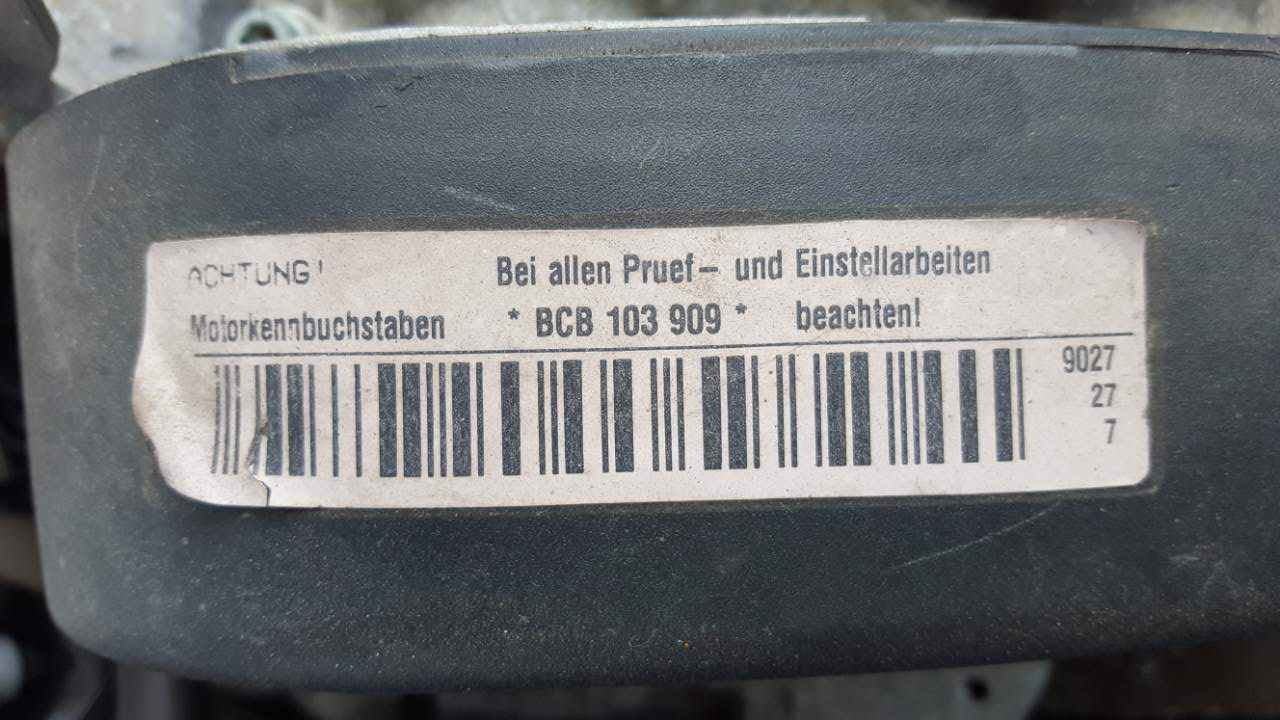 ACHTUNG! Bei allen Pruef- und Einstellarbeiten
Motorkennbuchstaben * BCB 103 909 * beachten!
9027
27
7